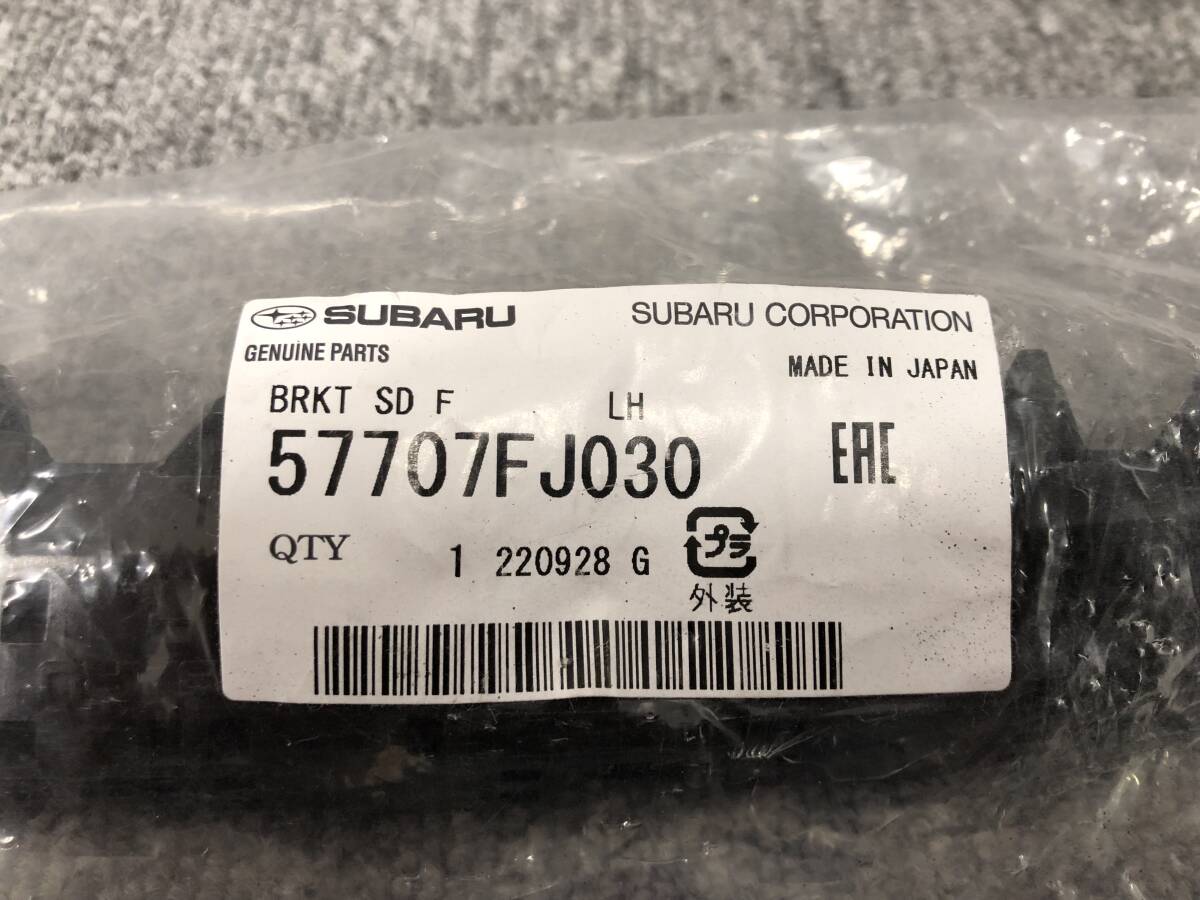 SUBARU SUBARU CORPORATION
GENUINE PARTS
MADE IN JAPAN
BRKT SD F LH
57707FJ030
EAC
QTY 1 220928 G プラ
外装